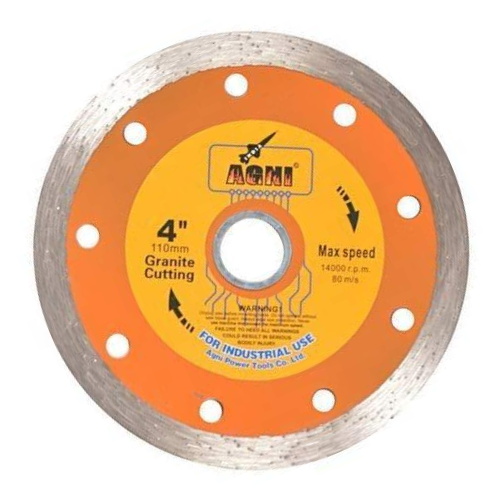 AGNI®
4"
110mm
Granite
Cutting
Max speed
14000 r.p.m.
80 m/s
WARNING!
FAILURE TO HEED ALL WARNINGS
COULD RESULT IN SERIOUS
BODILY INJURY
FOR INDUSTRIAL USE
Agni Power Tools Co. Ltd.